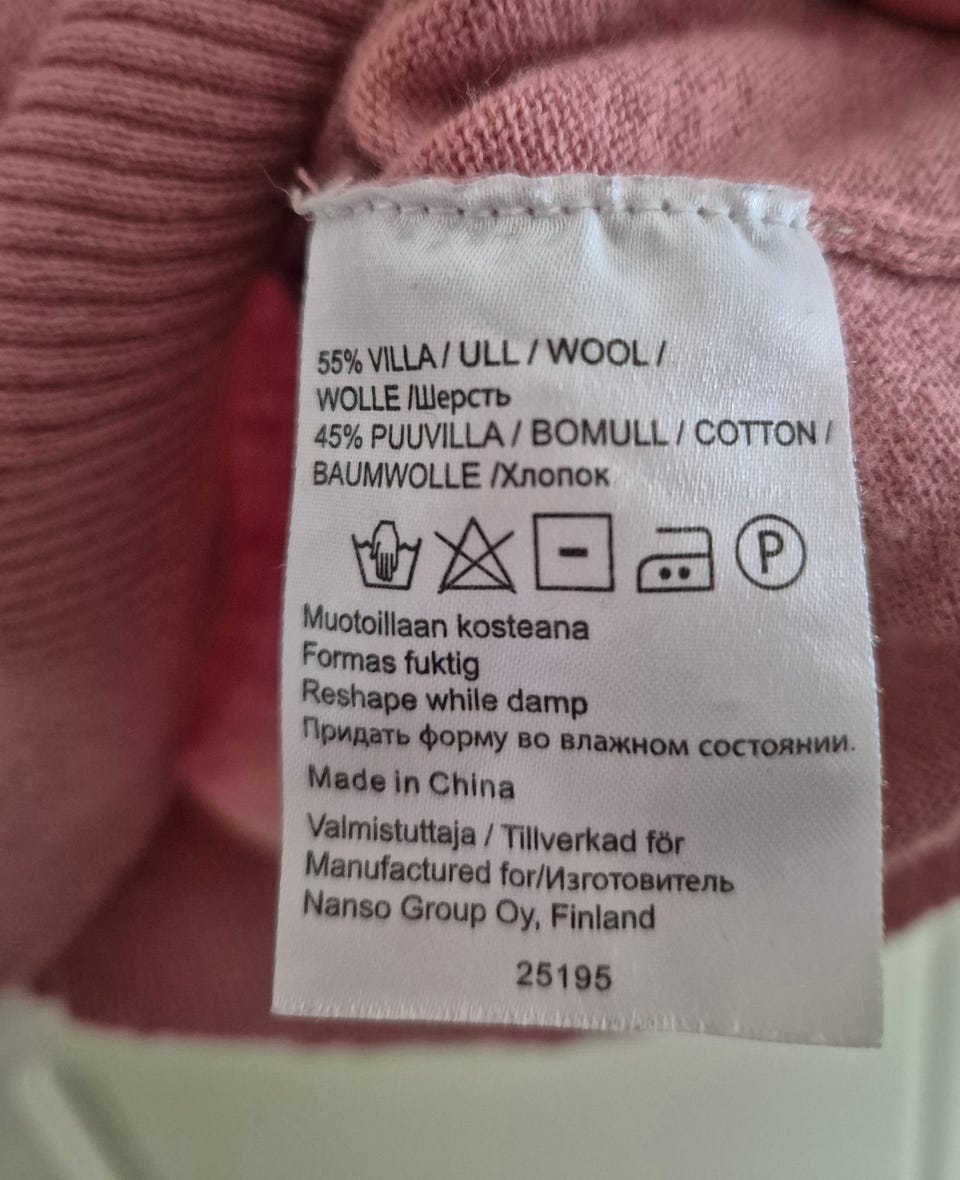 55% VILLA / ULL / WOOL /
WOLLE /Шерсть
45% PUUVILLA / BOMULL / COTTON /
BAUMWOLLE /Хлопок
P
Muotoillaan kosteana
Formas fuktig
Reshape while damp
Придать форму во влажном состоянии.
Made in China
Valmistuttaja / Tillverkad för
Manufactured for/Изготовитель
Nanso Group Oy, Finland
25195